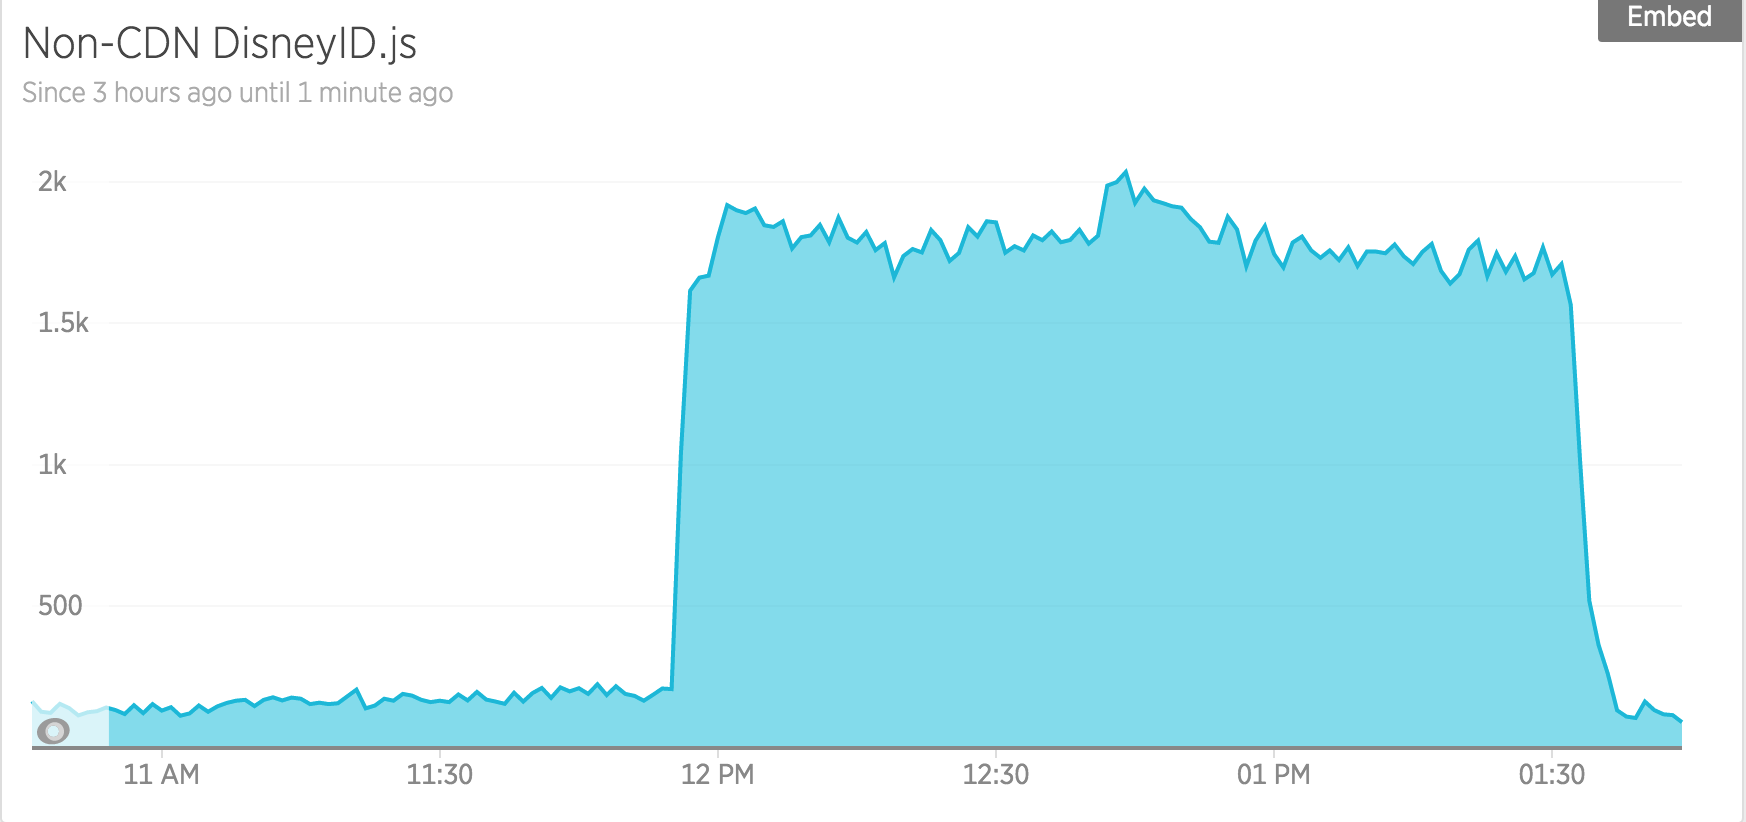 Embed
Non-CDN DisneyID.js
Since 3 hours ago until 1 minute ago
2k
1.5k
1k
500
11 AM 11:30 12 PM 12:30 01 PM 01:30